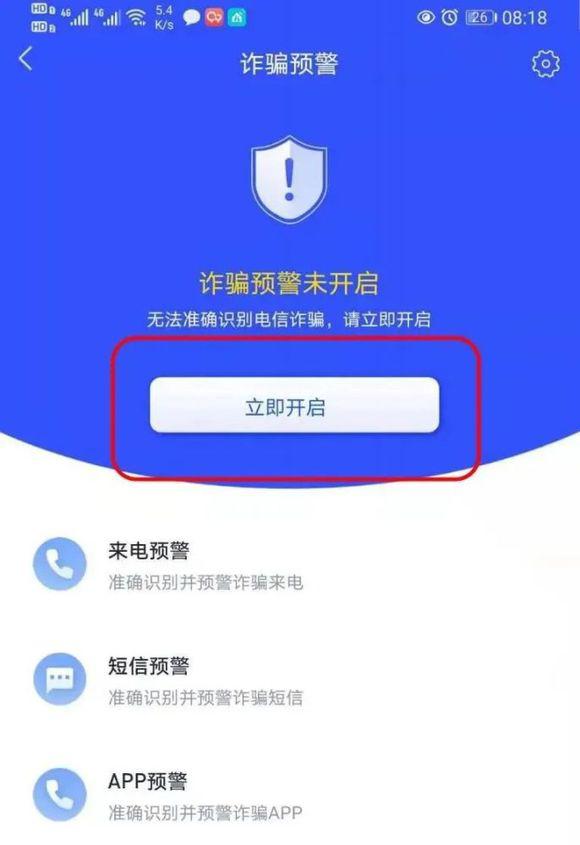 HD 1 4G 4G 5.4 K/s 26 08:18
HD 2
诈骗预警
诈骗预警未开启
无法准确识别电信诈骗，请立即开启
立即开启
来电预警
准确识别并预警诈骗来电
短信预警
准确识别并预警诈骗短信
APP预警
准确识别并预警诈骗APP